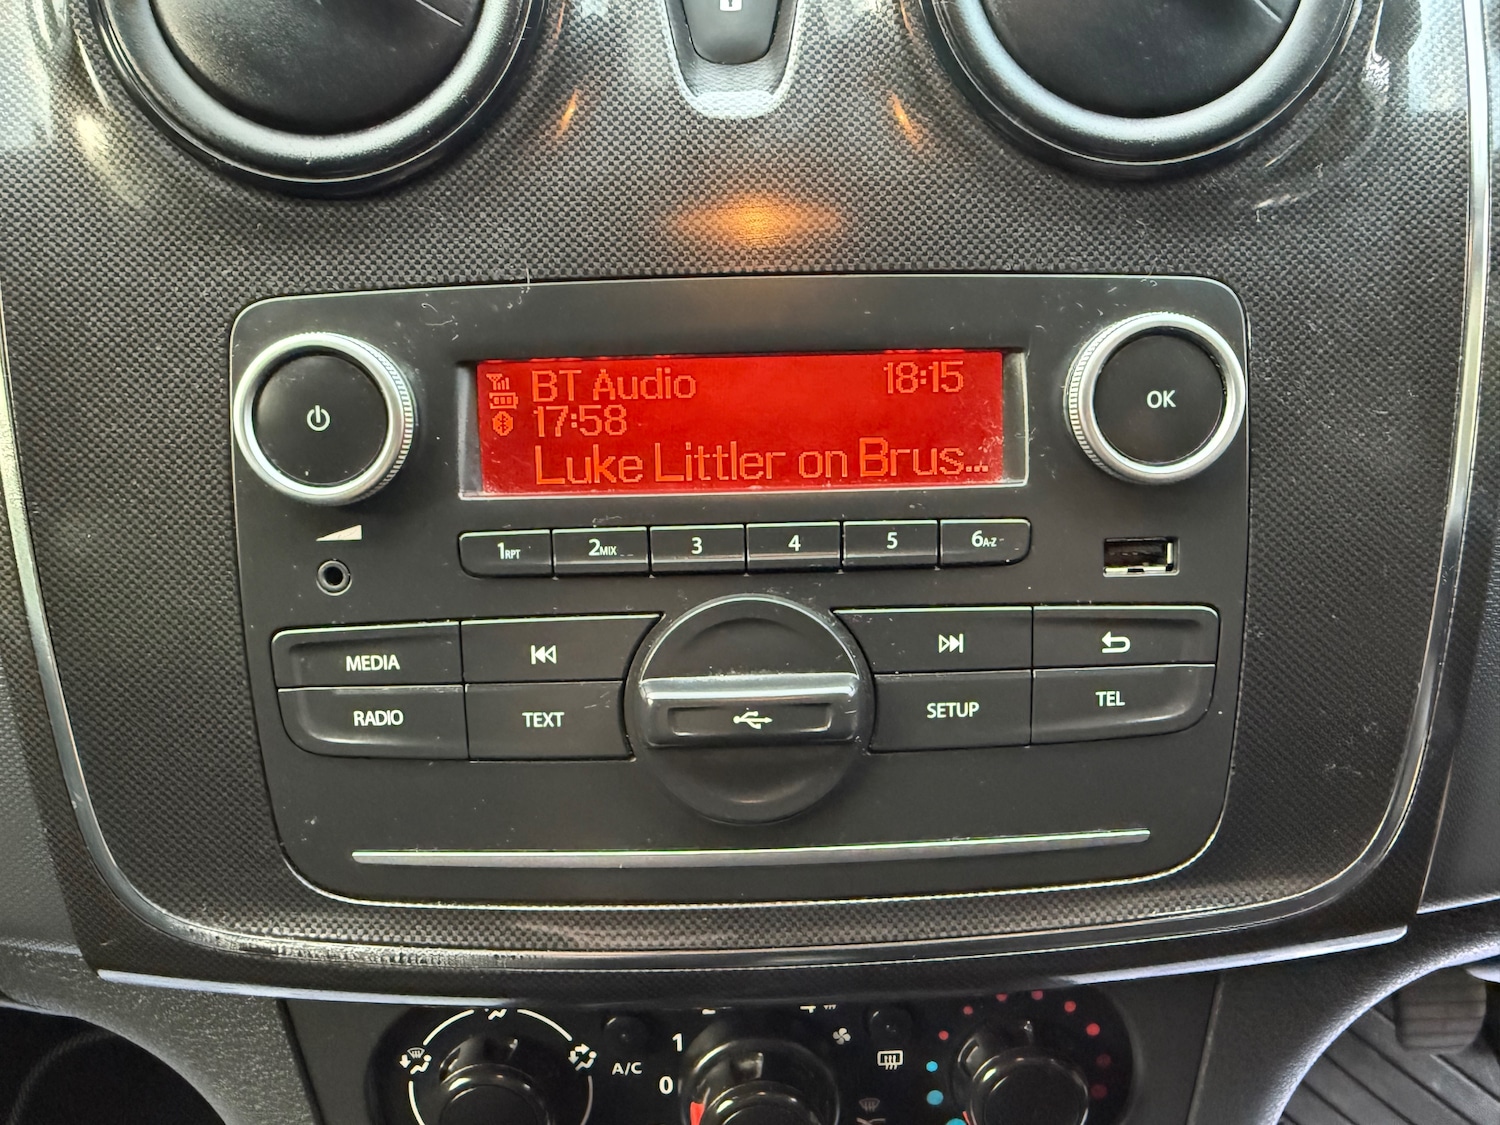 BT Audio 18:15
17:58
Luke Littler on Brus...
OK
1RPT 2MIX 3 4 5 6A-Z
MEDIA
RADIO TEXT SETUP TEL
A/C 1
0